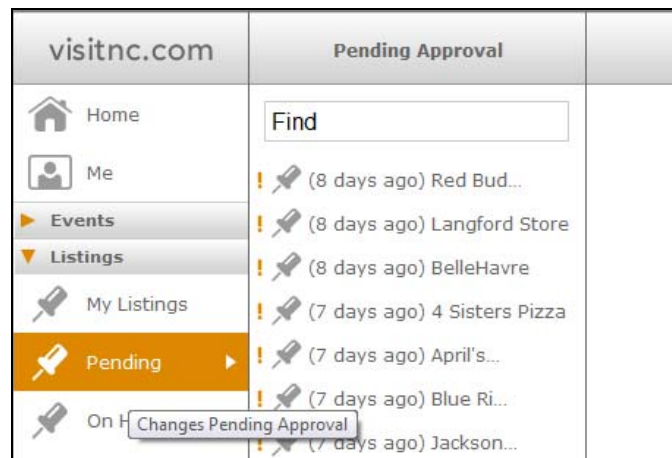 visitnc.com
Home
Me
Events
Listings
My Listings
Pending
On H
Changes Pending Approval
Pending Approval
Find
! (8 days ago) Red Bud...
! (8 days ago) Langford Store
! (8 days ago) BelleHavre
! (7 days ago) 4 Sisters Pizza
! (7 days ago) April's...
! (7 days ago) Blue Ri...
! (7 days ago) Jackson...